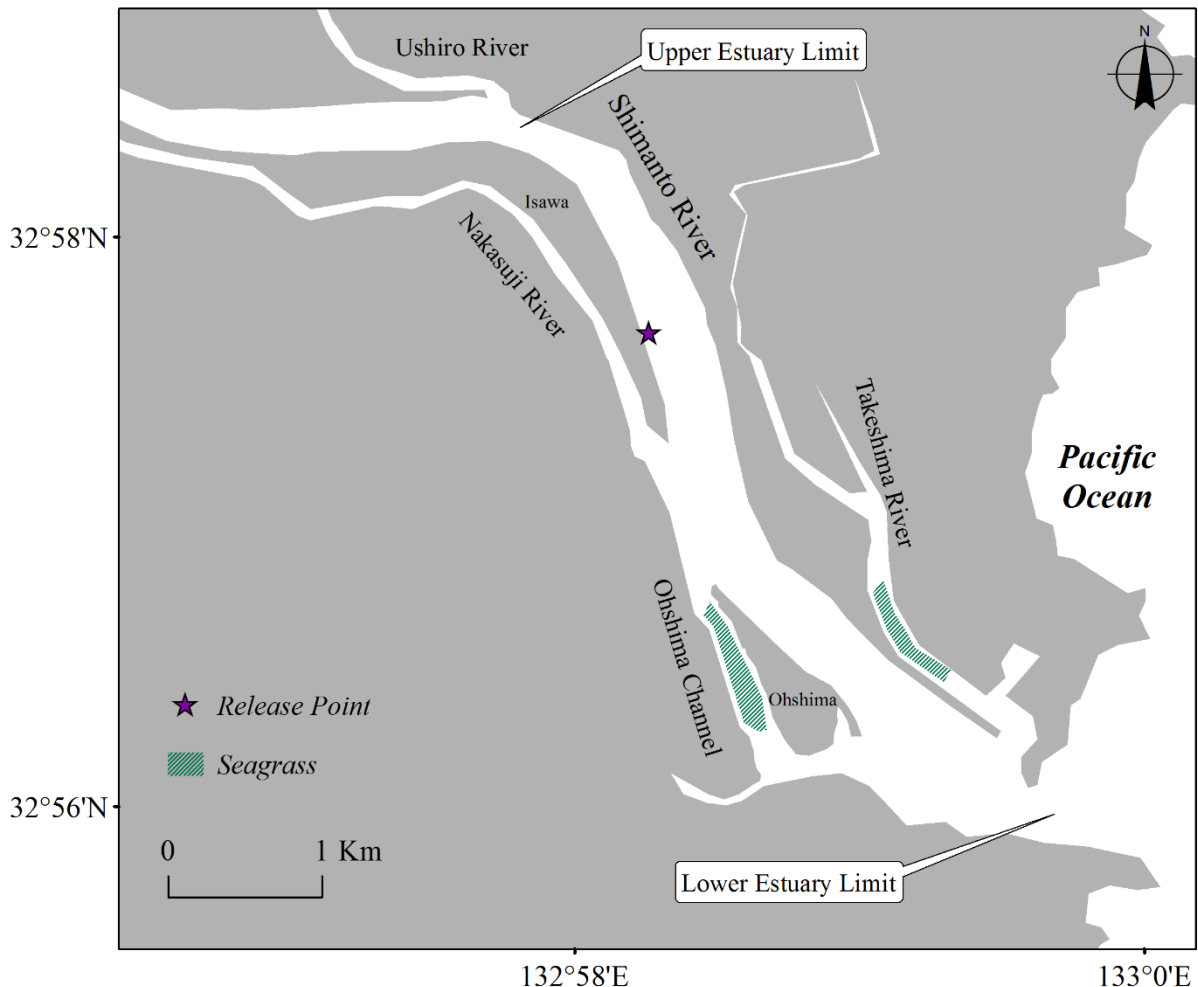 Ushiro River
Upper Estuary Limit
N
Shimanto River
Isawa
32°58'N
Nakasuji River
Takeshima River
Pacific
Ocean
Ohshima Channel
Ohshima
Release Point
Seagrass
32°56'N
0 1 Km
Lower Estuary Limit
132°58'E
133°0'E